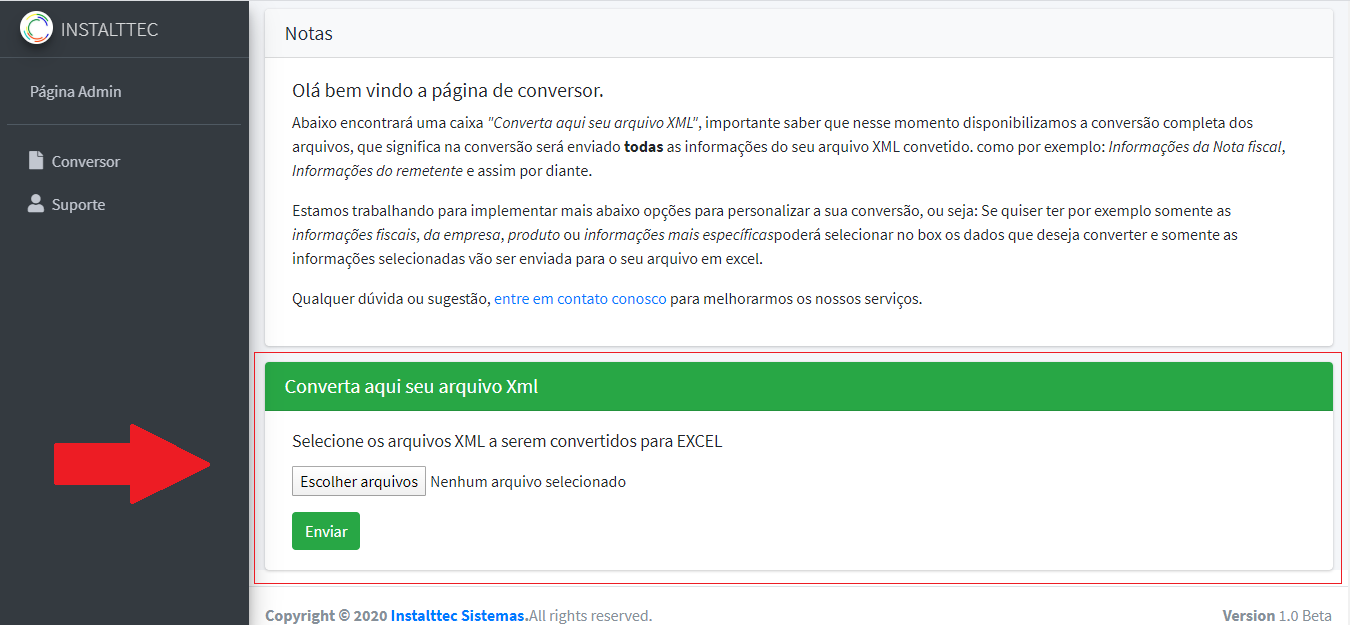 INSTALTTEC
Página Admin
Conversor
Suporte
Notas
Olá bem vindo a página de conversor.
Abaixo encontrará uma caixa "Converta aqui seu arquivo XML", importante saber que nesse momento disponibilizamos a conversão completa dos
arquivos, que significa na conversão será enviado todas as informações do seu arquivo XML convetido. como por exemplo: Informações da Nota fiscal,
Informações do remetente e assim por diante.
Estamos trabalhando para implementar mais abaixo opções para personalizar a sua conversão, ou seja: Se quiser ter por exemplo somente as
informações fiscais, da empresa, produto ou informações mais específicaspoderá selecionar no box os dados que deseja converter e somente as
informações selecionadas vão ser enviada para o seu arquivo em excel.
Qualquer dúvida ou sugestão, entre em contato conosco para melhorarmos os nossos serviços.
Converta aqui seu arquivo Xml
Selecione os arquivos XML a serem convertidos para EXCEL
Escolher arquivos Nenhum arquivo selecionado
Enviar
Copyright © 2020 Instalttec Sistemas.All rights reserved.
Version 1.0 Beta